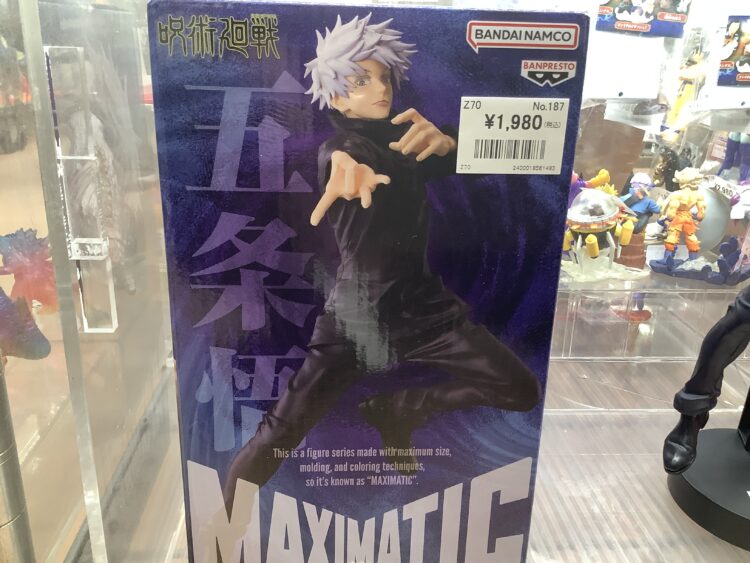 呪術廻戦
BANDAI NAMCO
BANPRESTO
Z70 No.187
¥1,980 (税込)
Z70 2400019561493
五条悟
This is a figure series made with maximum size,
molding, and coloring techniques,
so it's known as "MAXIMATIC".
MAXIMATIC